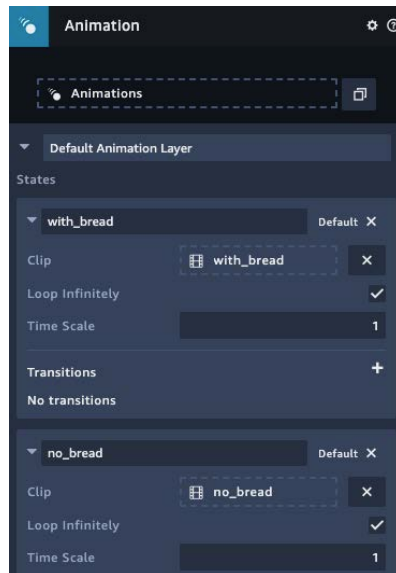 Animation
Animations
Default Animation Layer
States
with_bread Default
Clip with_bread
Loop Infinitely
Time Scale 1
Transitions +
No transitions
no_bread Default
Clip no_bread
Loop Infinitely
Time Scale 1